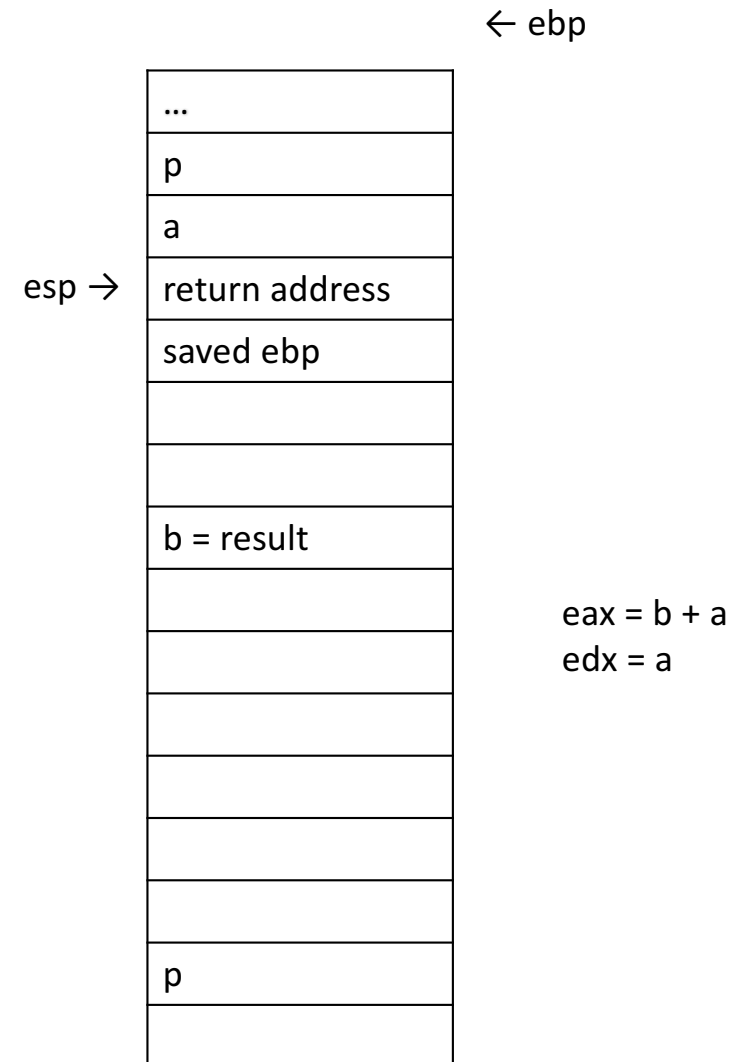 ← ebp
...
p
a
esp → return address
saved ebp
b = result
eax = b + a
edx = a
p